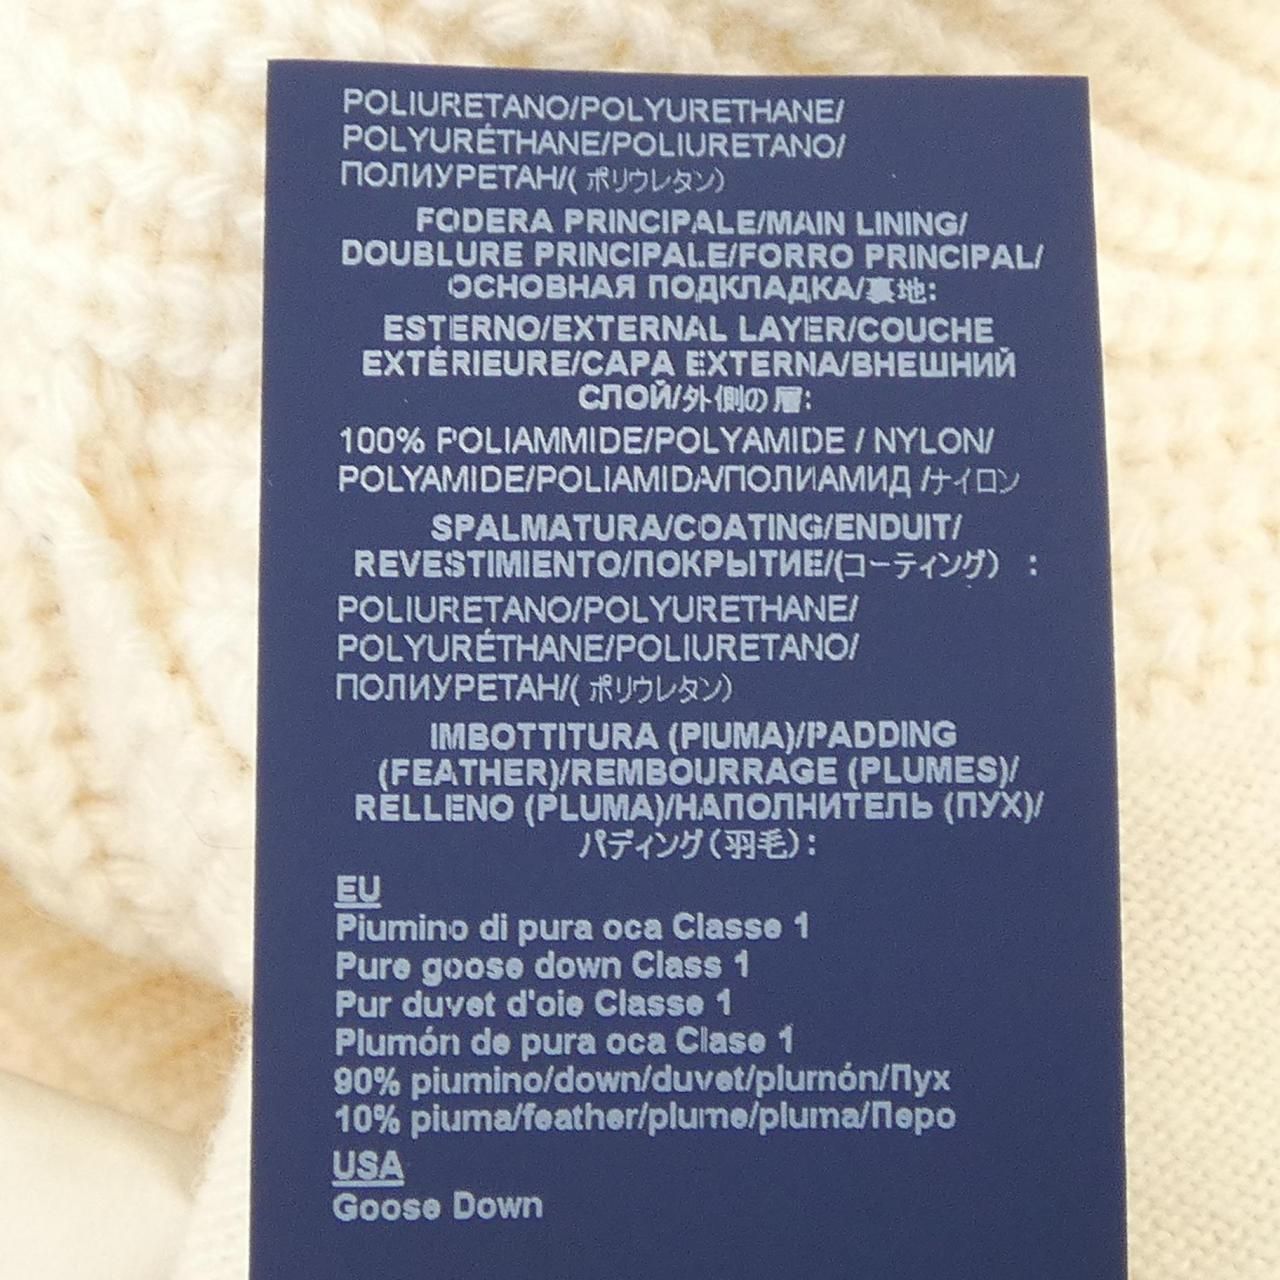 POLIURETANO/POLYURETHANE/
POLYURÉTHANE/POLIURETANO/
ПОЛИУРЕТАН/( ポリウレタン)
FODERA PRINCIPALE/MAIN LINING/
DOUBLURE PRINCIPALE/FORRO PRINCIPAL/
ОСНОВНАЯ ПОДКЛАДКА/裏地:
ESTERNO/EXTERNAL LAYER/COUCHE
EXTÉRIEURE/CAPA EXTERNA/ВНЕШНИЙ
СЛОЙ/外側の層:
100% POLIAMMIDE/POLYAMIDE / NYLON/
POLYAMIDE/POLIAMIDA/ПОЛИАМИД /ナイロン
SPALMATURA/COATING/ENDUIT/
REVESTIMIENTO/ПОКРЫТИЕ/(コーティング) :
POLIURETANO/POLYURETHANE/
POLYURÉTHANE/POLIURETANO/
ПОЛИУРЕТАН/( ポリウレタン)
IMBOTTITURA (PIUMA)/PADDING
(FEATHER)/REMBOURRAGE (PLUMES)/
RELLENO (PLUMA)/НАПОЛНИТЕЛЬ (ПУХ)/
パディング(羽毛):
EU
Piumino di pura oca Classe 1
Pure goose down Class 1
Pur duvet d'oie Classe 1
Plumón de pura oca Clase 1
90% piumino/down/duvet/plumón/Пух
10% piuma/feather/plume/pluma/Перо
USA
Goose Down